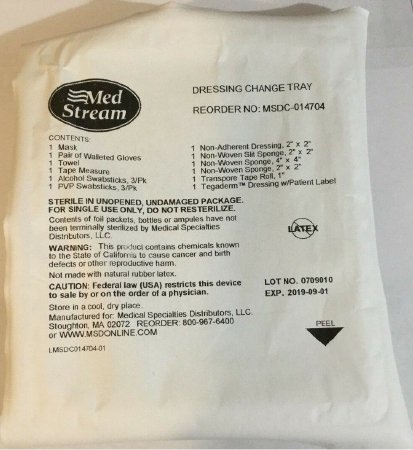 Med
Stream
DRESSING CHANGE TRAY
REORDER NO: MSDC-014704
CONTENTS:
1 Mask
1 Pair of Walleted Gloves
1 Towel
1 Tape Measure
1 Alcohol Swabsticks, 3/Pk
1 PVP Swabsticks, 3/Pk
1 Non-Adherent Dressing, 2" x 2"
1 Non-Woven Slit Sponge, 2" x 2"
1 Non-Woven Sponge, 4" x 4"
1 Non-Woven Sponge, 2" x 2"
1 Transpore Tape Roll, 1"
1 Tegaderm™ Dressing w/Patient Label
STERILE IN UNOPENED, UNDAMAGED PACKAGE.
FOR SINGLE USE ONLY, DO NOT RESTERILIZE.
Contents of foil packets, bottles or ampules have not
been terminally sterilized by Medical Specialties
Distributors, LLC.
WARNING: This product contains chemicals known
to the State of California to cause cancer and birth
defects or other reproductive harm.
Not made with natural rubber latex.
CAUTION: Federal law (USA) restricts this device
to sale by or on the order of a physician.
Store in a cool, dry place.
Manufactured for: Medical Specialties Distributors, LLC.
Stoughton, MA 02072 REORDER: 800-967-6400
or WWW.MSDONLINE.COM
LMSDC014704-01
LATEX
LOT NO. 0709010
EXP. 2019-09-01
PEEL